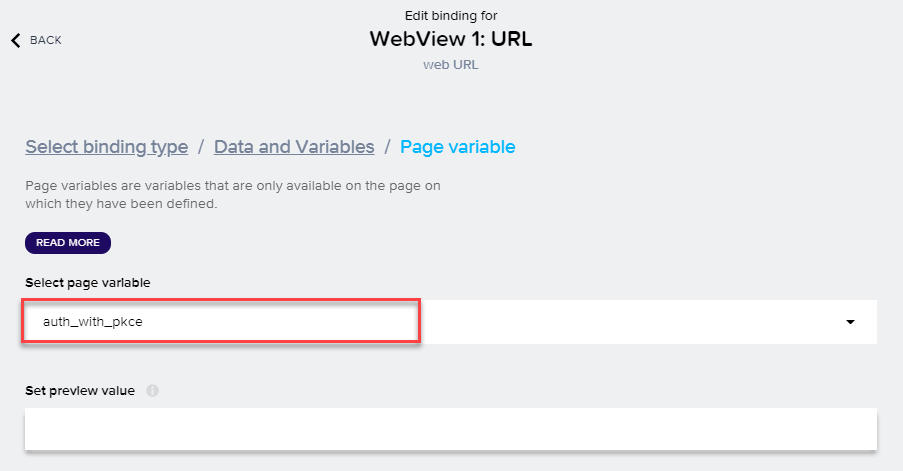 Edit binding for
WebView 1: URL
BACK
web URL
Select binding type / Data and Variables / Page variable
Page variables are variables that are only available on the page on
which they have been defined.
READ MORE
Select page variable
auth_with_pkce
Set preview value